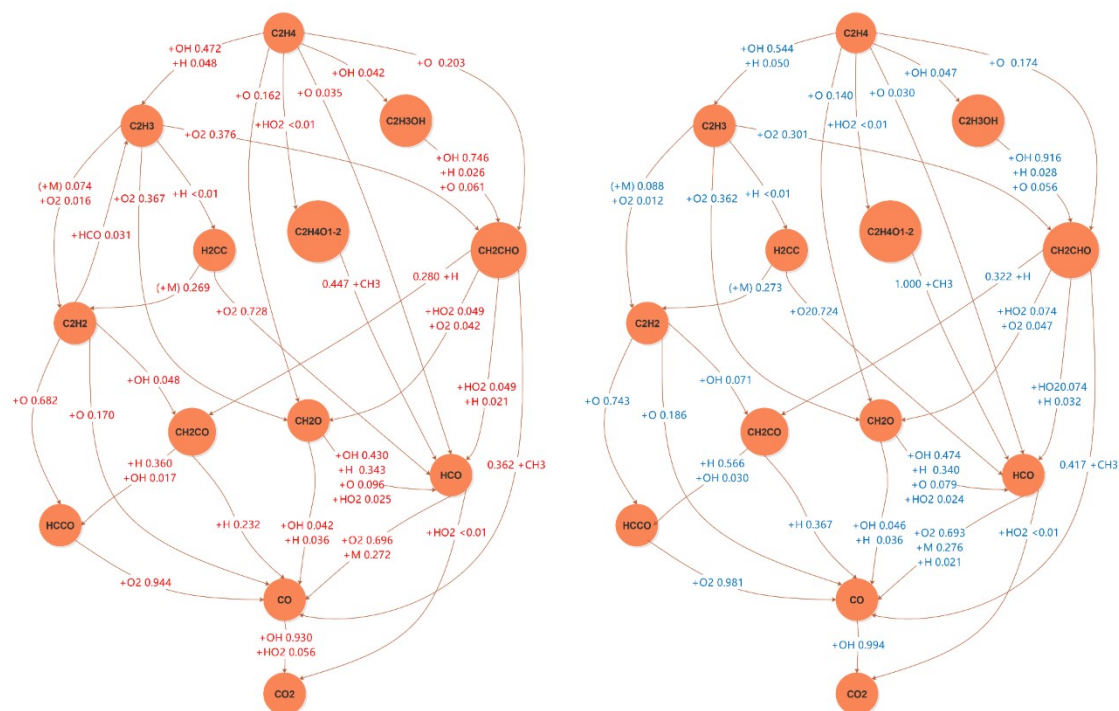 C2H4
+OH 0.472
+H 0.048
+OH 0.042
+O 0.203
+O 0.162
+O 0.035
C2H3
+HO2 <0.01
C2H3OH
+O2 0.376
+OH 0.746
+H 0.026
+O 0.061
(+M) 0.074
+O2 0.016
+O2 0.367
+H <0.01
+HCO 0.031
H2CC
C2H4O1-2
CH2CHO
0.447 +CH3
0.280 +H
(+M) 0.269
+O2 0.728
+HO2 0.049
+O2 0.042
C2H2
+OH 0.048
+HO2 0.049
+H 0.021
+O 0.682
+O 0.170
CH2CO
CH2O
+OH 0.430
+H 0.343
+O 0.096
+HO2 0.025
HCO
0.362 +CH3
+H 0.360
+OH 0.017
HCCO
+H 0.232
+OH 0.042
+H 0.036
+O2 0.696
+M 0.272
+HO2 <0.01
+O2 0.944
CO
+OH 0.930
+HO2 0.056
CO2
C2H4
+OH 0.544
+H 0.050
+OH 0.047
+O 0.174
+O 0.140
+O 0.030
C2H3
+HO2 <0.01
C2H3OH
+O2 0.301
+OH 0.916
+H 0.028
+O 0.056
(+M) 0.088
+O2 0.012
+O2 0.362
+H <0.01
H2CC
C2H4O1-2
CH2CHO
1.000 +CH3
0.322 +H
(+M) 0.273
+O20.724
+HO2 0.074
+O2 0.047
C2H2
+OH 0.071
+HO20.074
+H 0.032
+O 0.743
+O 0.186
CH2CO
CH2O
+OH 0.474
+H 0.340
+O 0.079
+HO2 0.024
HCO
0.417 +CH3
+H 0.566
+OH 0.030
HCCO
+H 0.367
+OH 0.046
+H 0.036
+O2 0.693
+M 0.276
+H 0.021
+HO2 <0.01
+O2 0.981
CO
+OH 0.994
CO2